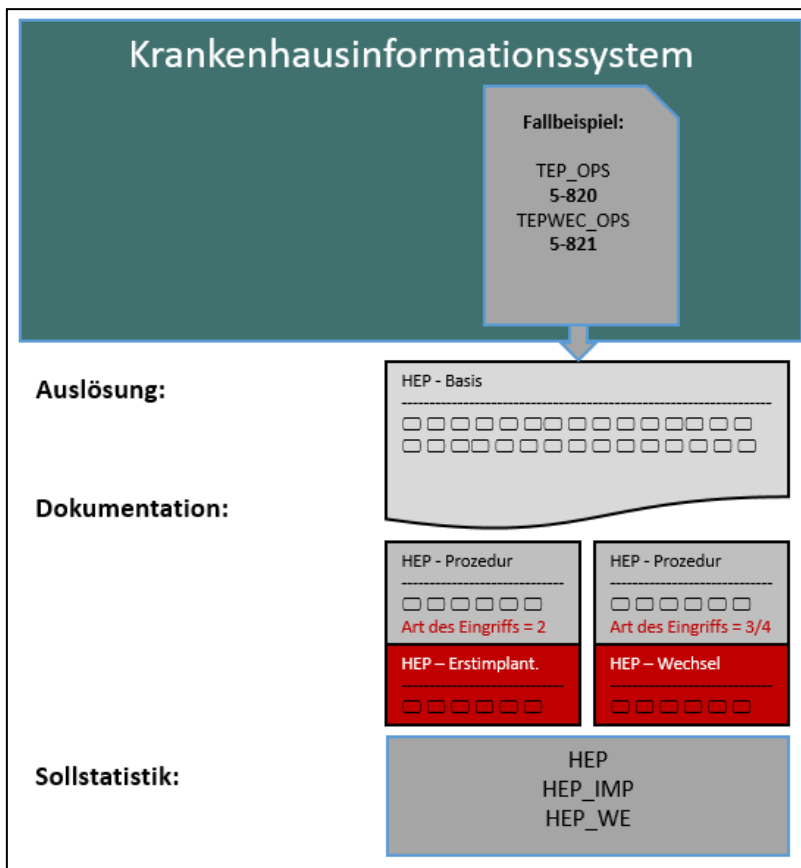 Krankenhausinformationssystem
Fallbeispiel:
TEP_OPS
5-820
TEPWEC_OPS
5-821
Auslösung:
HEP - Basis
Dokumentation:
HEP - Prozedur
Art des Eingriffs = 2
HEP – Erstimplant.
HEP - Prozedur
Art des Eingriffs = 3/4
HEP – Wechsel
Sollstatistik:
HEP
HEP_IMP
HEP_WE